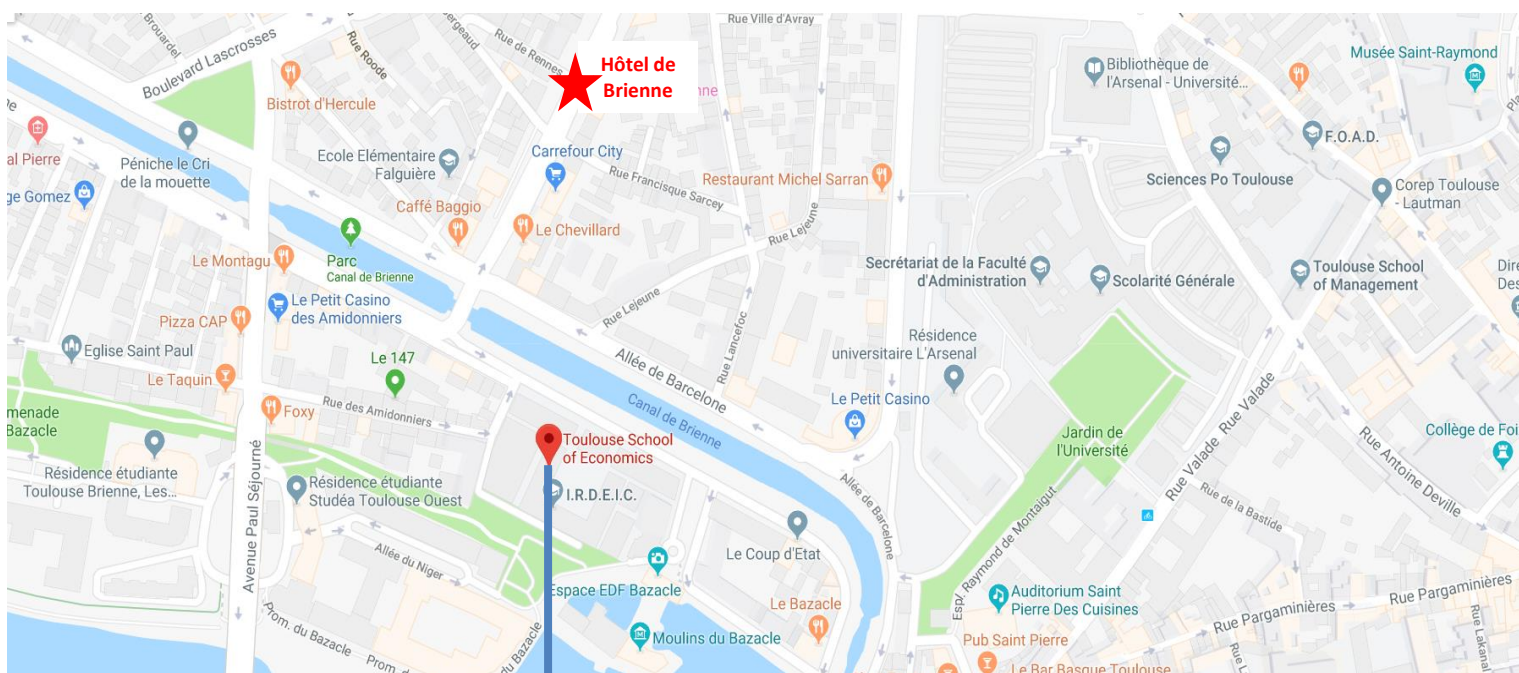 Brouardel
Boulevard Lascrosses
Rue Roode
Rue de Rennes
Rue Ville d'Avray
Hôtel de
Brienne
Bistrot d'Hercule
Bibliothèque de
l'Arsenal - Université...
Musée Saint-Raymond
al Pierre
Péniche le Cri
de la mouette
Ecole Elémentaire
Falguière
Carrefour City
Rue Francisque Sarcey
Restaurant Michel Sarran
Sciences Po Toulouse
F.O.A.D.
Corep Toulouse
- Lautman
ge Gomez
Caffé Baggio
Le Chevillard
Rue Lejeune
Le Montagu
Parc
Canal de Brienne
Secrétariat de la Faculté
d'Administration
Scolarité Générale
Toulouse School
of Management
Dire
Des
Le Petit Casino
des Amidonniers
Rue Lejeune
Pizza CAP
Eglise Saint Paul
Le 147
Allée de Barcelone
Rue Lancefoc
Résidence
universitaire L'Arsenal
Le Taquin
Foxy
Rue des Amidonniers
Canal de Brienne
Le Petit Casino
Rue Valade
Rue Valade
menade
Bazacle
Toulouse School
of Economics
Jardin de
l'Université
Collège de Foi
Rue Antoine Deville
Résidence étudiante
Toulouse Brienne, Les...
Avenue Paul Séjourné
Résidence étudiante
Studéa Toulouse Ouest
I.R.D.E.I.C.
Allée de Barcelone
Rue de la Bastide
Allée du Niger
Le Coup d'Etat
Espl. Raymond de Montaigut
Espace EDF Bazacle
Le Bazacle
Auditorium Saint
Pierre Des Cuisines
Rue Pargaminières
Rue Pargaminières
Prom. du Bazacle
Prom.
du Bazacle
Moulins du Bazacle
Pub Saint Pierre
Le Bar Basque Toulouse
Rue Lakanal